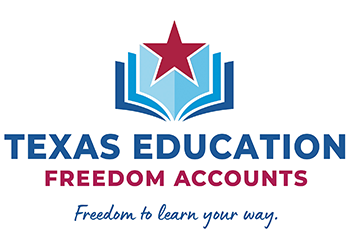 TEXAS EDUCATION
FREEDOM ACCOUNTS
Freedom to learn your way.